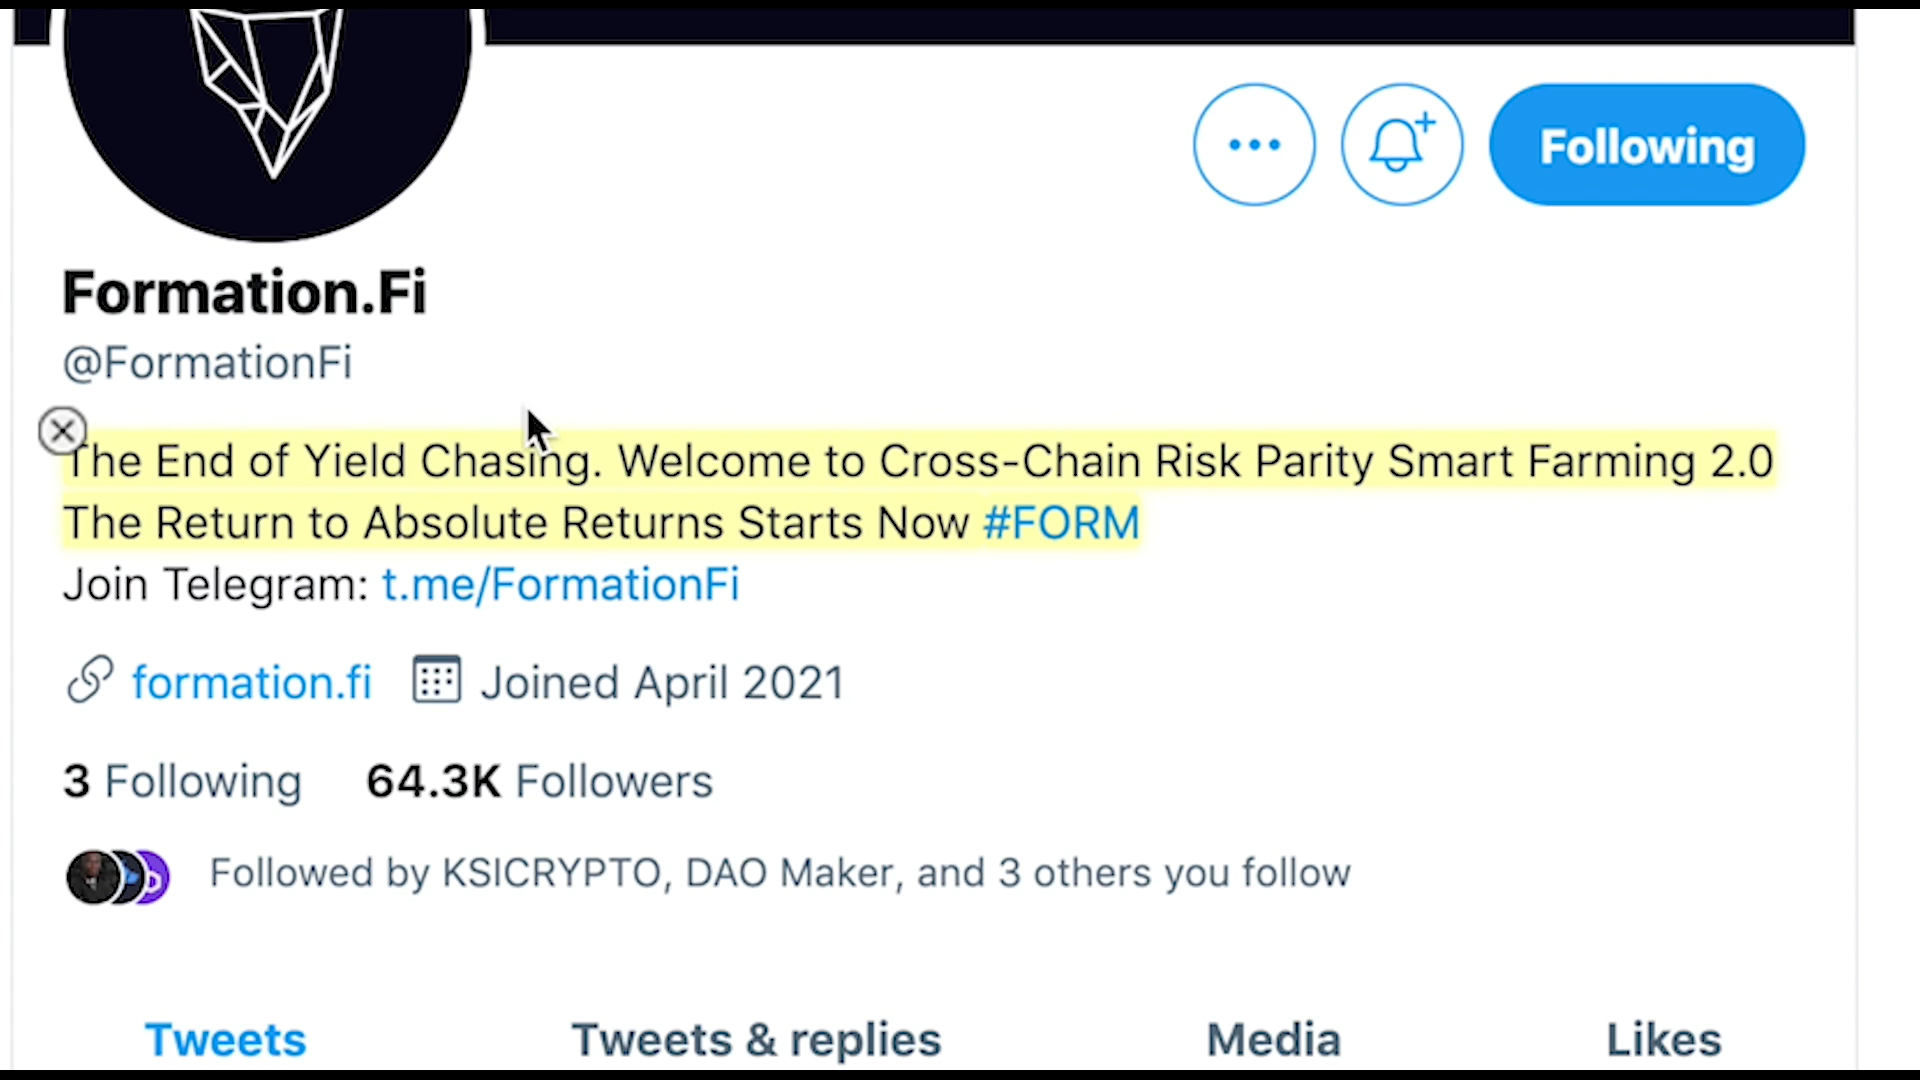 Following
Formation.Fi
@FormationFi
The End of Yield Chasing. Welcome to Cross-Chain Risk Parity Smart Farming 2.0
The Return to Absolute Returns Starts Now #FORM
Join Telegram: t.me/FormationFi
formation.fi Joined April 2021
3 Following 64.3K Followers
Followed by KSICRYPTO, DAO Maker, and 3 others you follow
Tweets Tweets & replies Media Likes